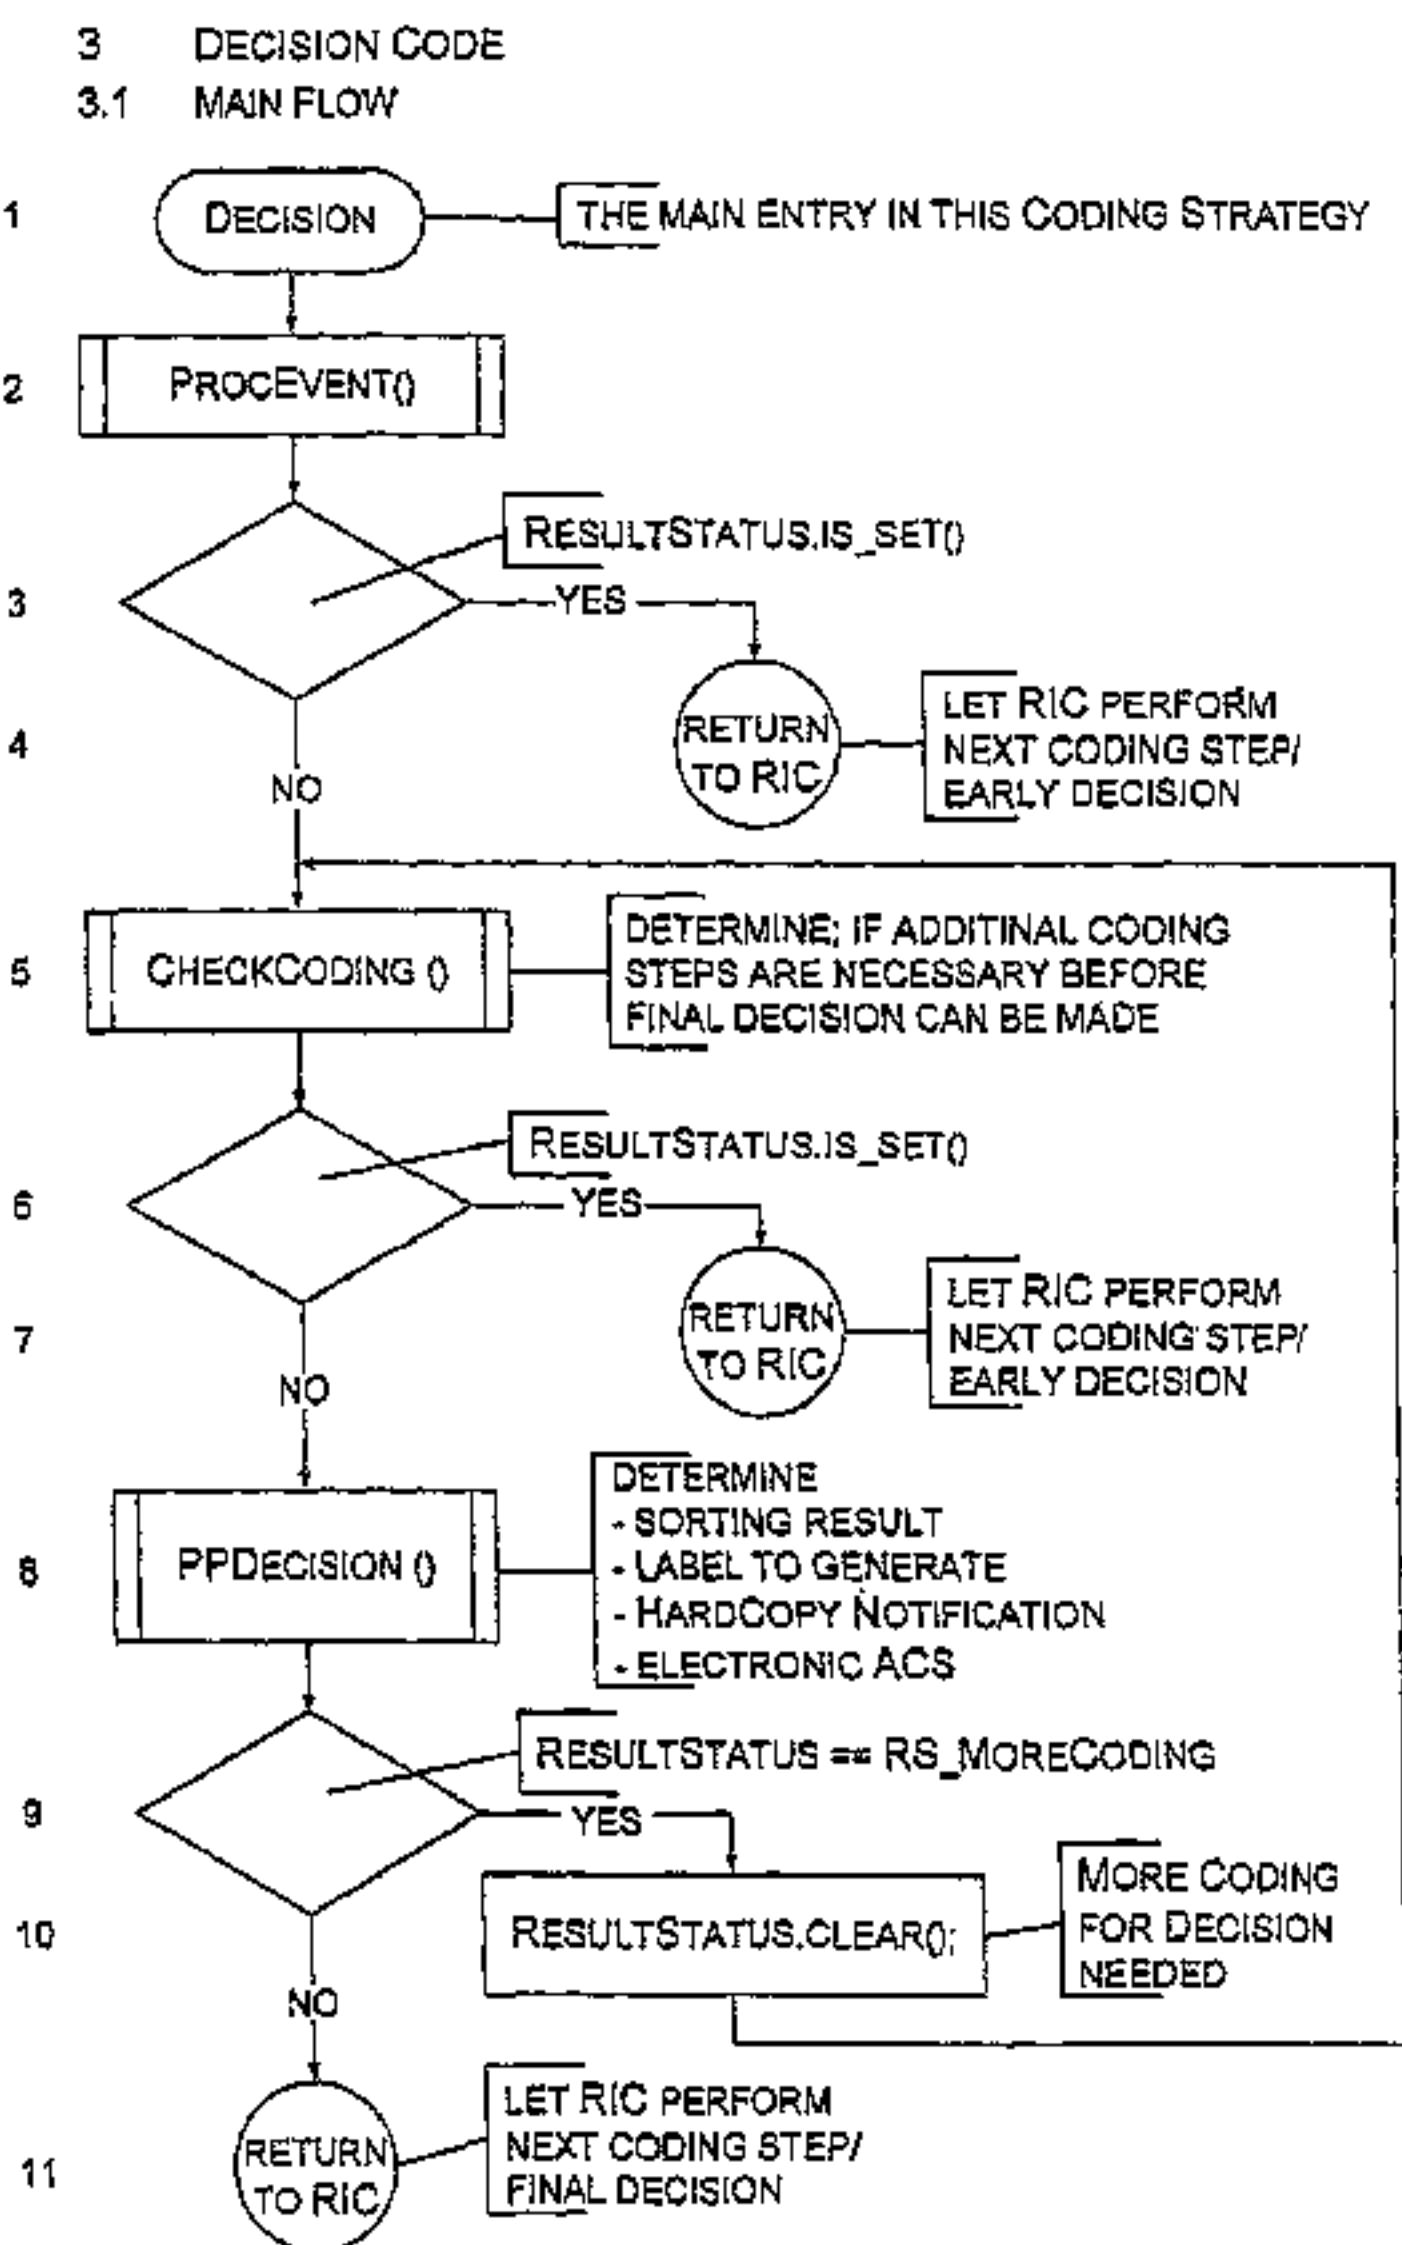 3 DECISION CODE
3.1 MAIN FLOW
1 DECISION THE MAIN ENTRY IN THIS CODING STRATEGY
2 PROCEVENT()
RESULTSTATUS.IS_SET()
3 YES
4 RETURN
TO RIC
LET RIC PERFORM
NEXT CODING STEP/
EARLY DECISION
NO
5 CHECKCODING ()
DETERMINE; IF ADDITINAL CODING
STEPS ARE NECESSARY BEFORE
FINAL DECISION CAN BE MADE
RESULTSTATUS.IS_SET()
6 YES
7 RETURN
TO RIC
LET RIC PERFORM
NEXT CODING STEP/
EARLY DECISION
NO
8 PPDECISION ()
DETERMINE
- SORTING RESULT
- LABEL TO GENERATE
- HARDCOPY NOTIFICATION
- ELECTRONIC ACS
RESULTSTATUS == RS_MORECODING
9 YES
10 RESULTSTATUS.CLEAR();
MORE CODING
FOR DECISION
NEEDED
NO
11 RETURN
TO RIC
LET RIC PERFORM
NEXT CODING STEP/
FINAL DECISION